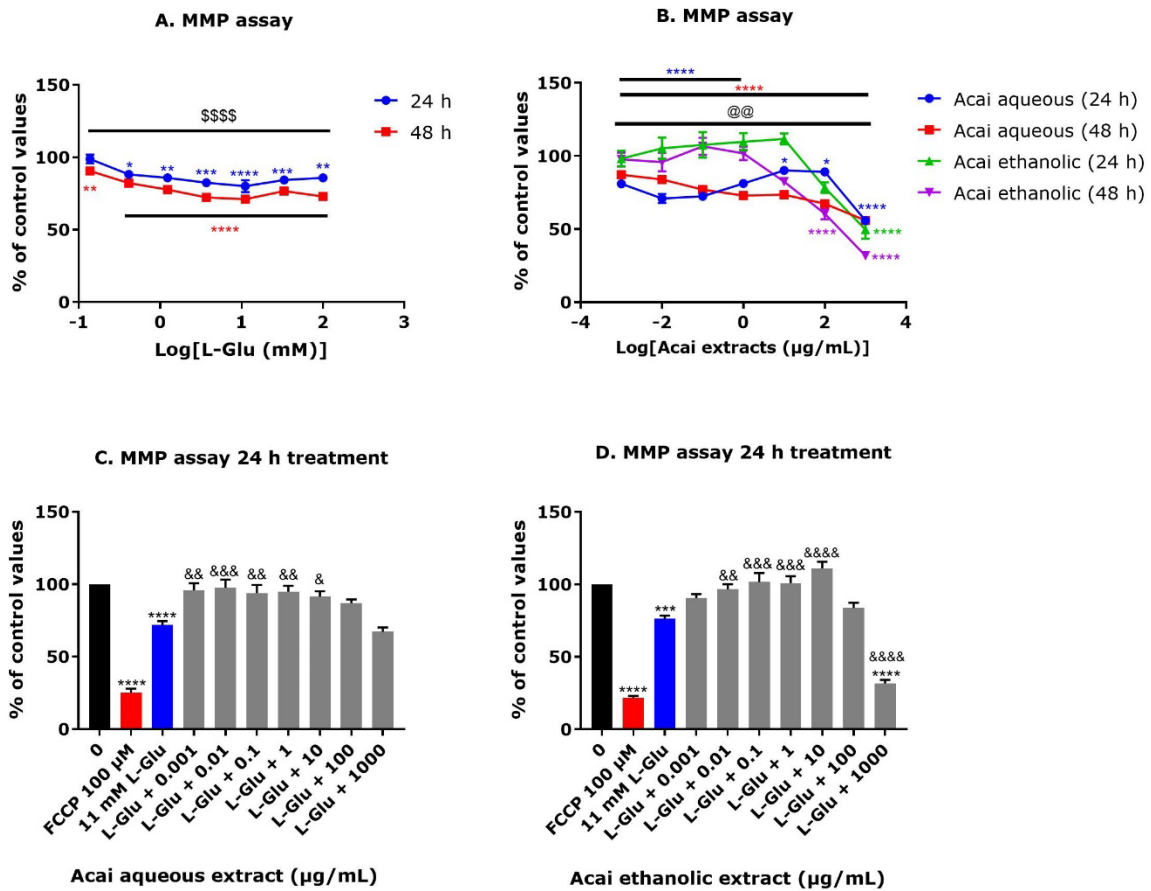 A. MMP assay
150
100
50
0
% of control values
$$$$
* ** *** **** *** **
**
****
24 h
48 h
-1 0 1 2 3
Log[L-Glu (mM)]
B. MMP assay
150
100
50
0
% of control values
****
****
@@
* *
****
****
****
****
Acai aqueous (24 h)
Acai aqueous (48 h)
Acai ethanolic (24 h)
Acai ethanolic (48 h)
-4 -2 0 2 4
Log[Acai extracts (µg/mL)]
C. MMP assay 24 h treatment
150
100
50
0
% of control values
****
****
&& &&& && && &
0
FCCP 100 µM
11 mM L-Glu
L-Glu + 0.001
L-Glu + 0.01
L-Glu + 0.1
L-Glu + 1
L-Glu + 10
L-Glu + 100
L-Glu + 1000
Acai aqueous extract (µg/mL)
D. MMP assay 24 h treatment
150
100
50
0
% of control values
****
***
&& &&& &&& &&&&
&&&&
****
0
FCCP 100 µM
11 mM L-Glu
L-Glu + 0.001
L-Glu + 0.01
L-Glu + 0.1
L-Glu + 1
L-Glu + 10
L-Glu + 100
L-Glu + 1000
Acai ethanolic extract (µg/mL)